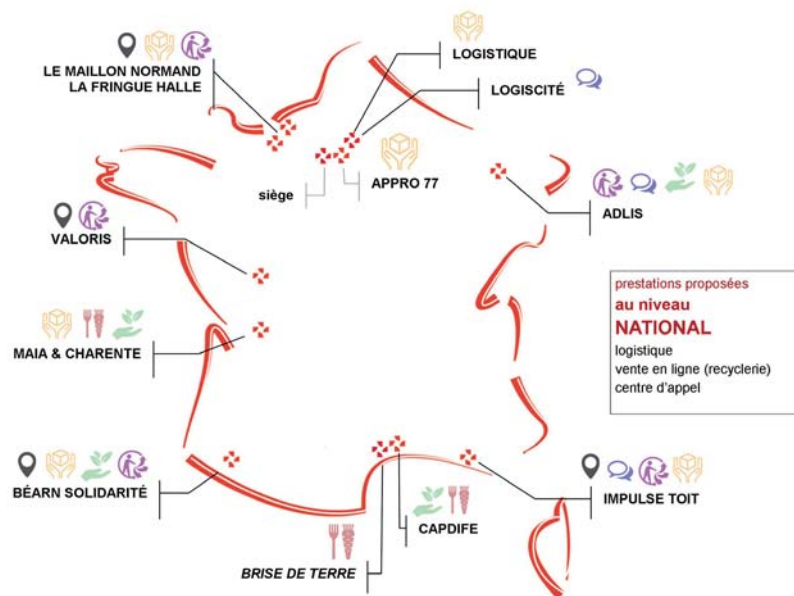 LOGISTIQUE
LE MAILLON NORMAND
LA FRINGUE HALLE
LOGISCITÉ
siège
APPRO 77
ADLIS
VALORIS
prestations proposées
au niveau
NATIONAL
logistique
vente en ligne (recyclerie)
centre d'appel
MAIA & CHARENTE
BÉARN SOLIDARITÉ
IMPULSE TOIT
CAPDIFE
BRISE DE TERRE